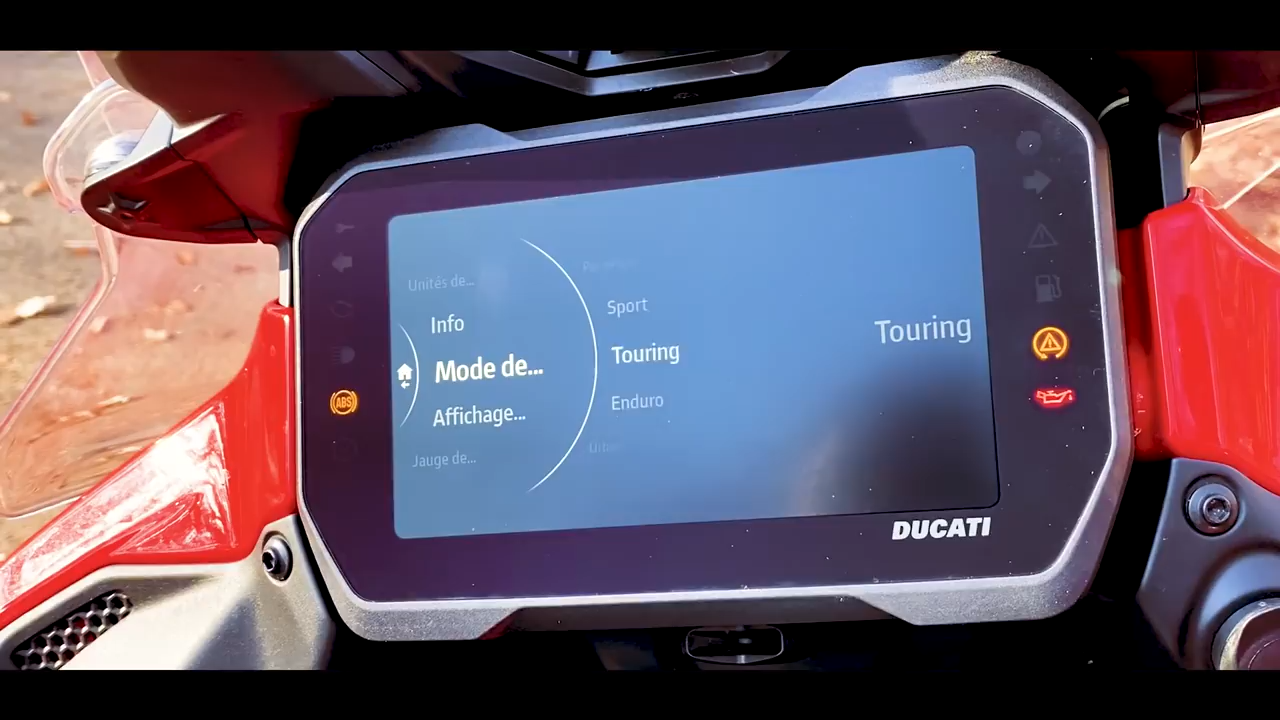 Unités de...
Info
Mode de...
Affichage...
Jauge de...
Sport
Touring
Enduro
Touring
ABS
DUCATI